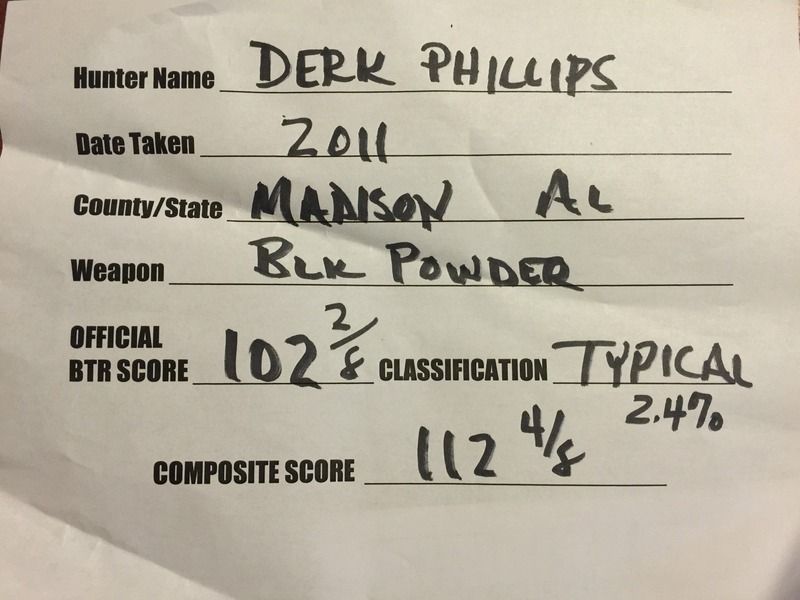 Hunter Name DERK PHILLIPS
Date Taken 2011
County/State MADISON AL
Weapon BLK POWDER
OFFICIAL
BTR SCORE 102 2/8 CLASSIFICATION TYPICAL
2.4%
COMPOSITE SCORE 112 4/8